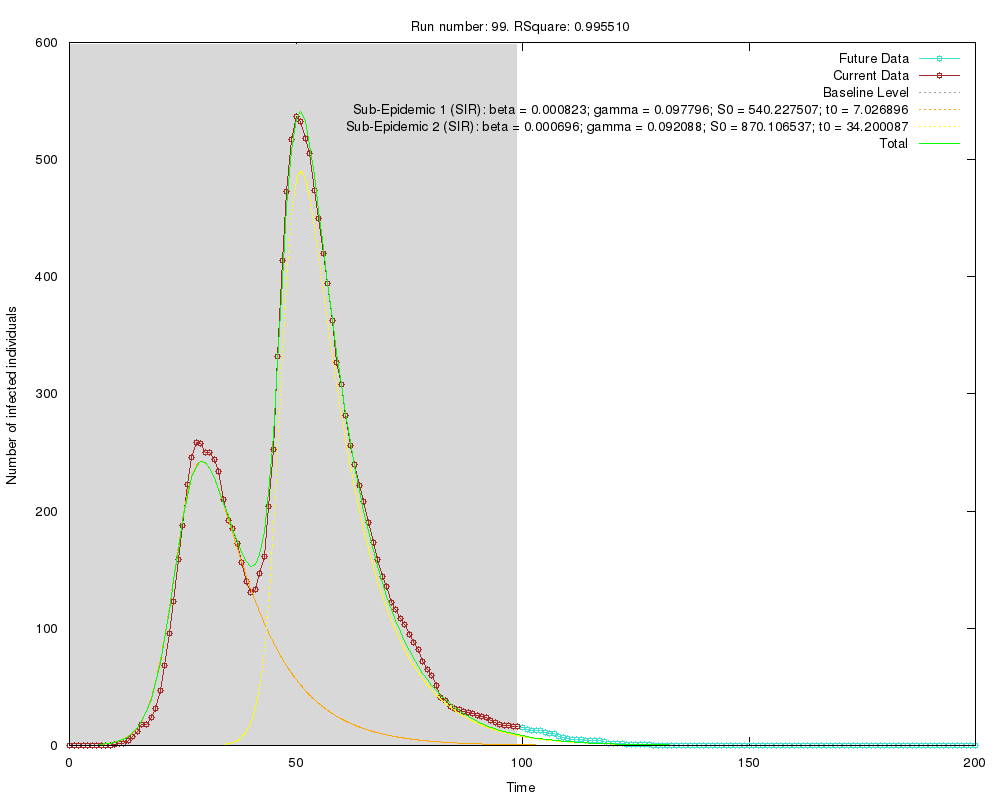 Run number: 99. RSquare: 0.995510
600
500
400
300
200
100
0
Number of infected individuals
Future Data
Current Data
Baseline Level
Sub-Epidemic 1 (SIR): beta = 0.000823; gamma = 0.097796; S0 = 540.227507; t0 = 7.026896
Sub-Epidemic 2 (SIR): beta = 0.000696; gamma = 0.092088; S0 = 870.106537; t0 = 34.200087
Total
0
50
100
150
200
Time